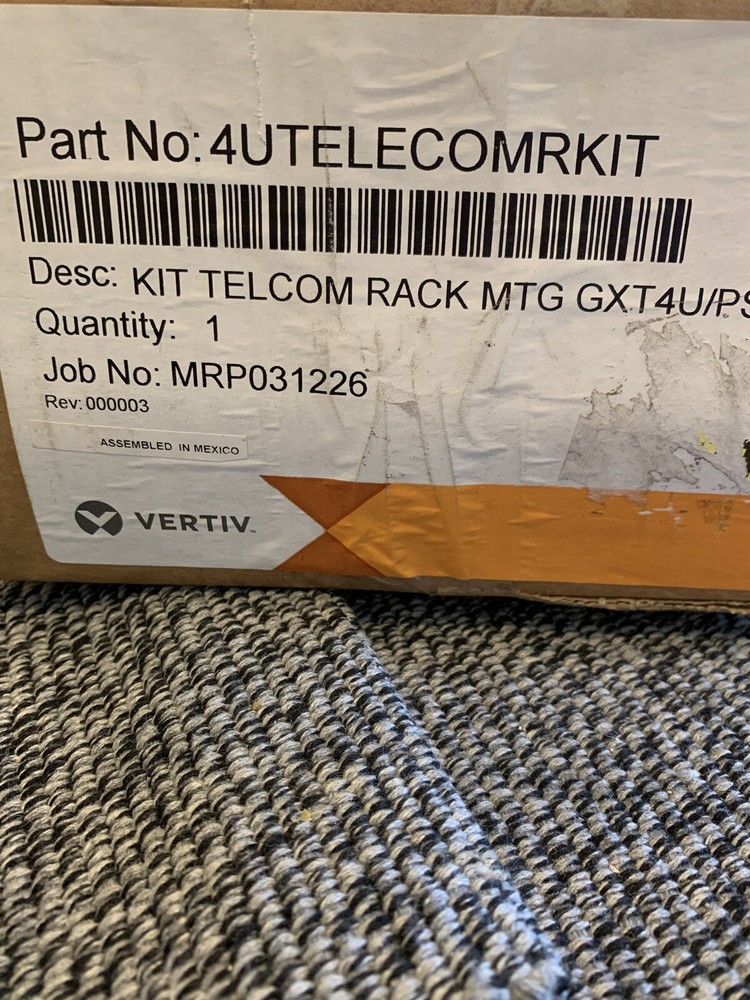 Part No: 4UTELECOMRKIT
Desc: KIT TELCOM RACK MTG GXT4U/PS
Quantity: 1
Job No: MRP031226
Rev: 000003
ASSEMBLED IN MEXICO
VERTIV™